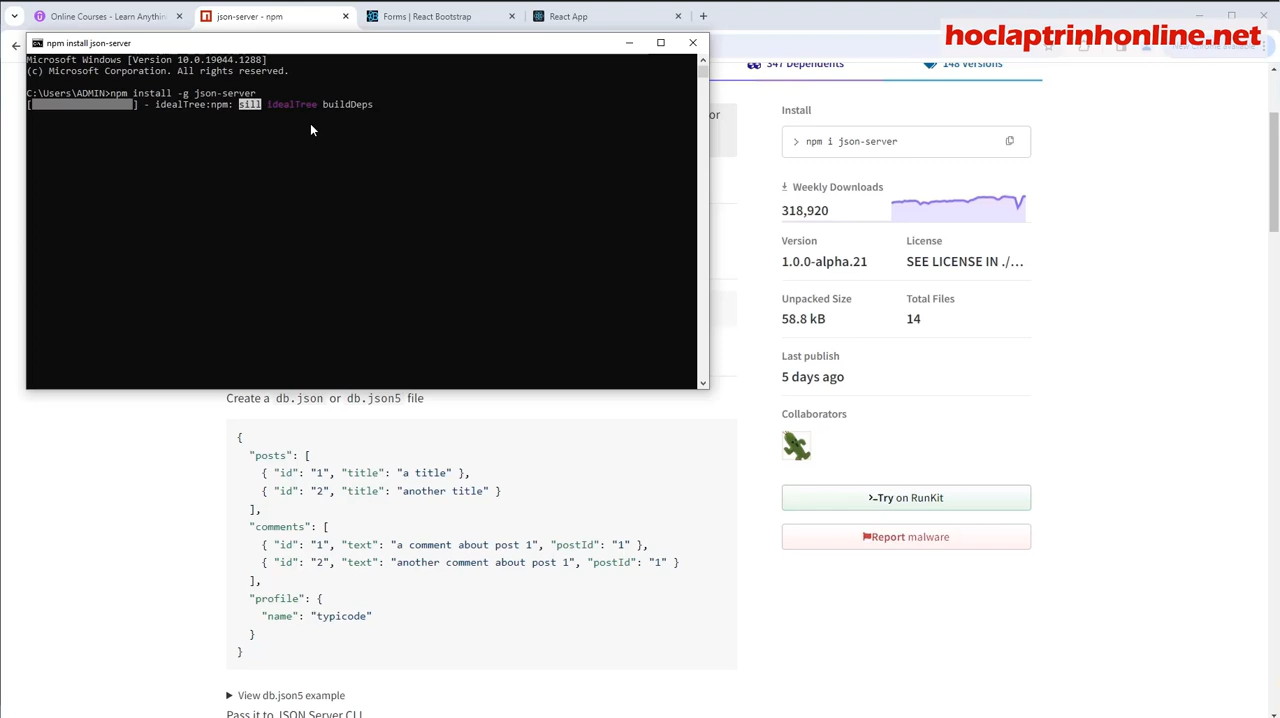 Online Courses - Learn Anythin
json-server - npm
Forms | React Bootstrap
React App
hoclaptrinhonline.net
npm install json-server
Microsoft Windows [Version 10.0.19044.1288]
(c) Microsoft Corporation. All rights reserved.
C:\Users\ADMIN>npm install -g json-server
[ ] - idealTree:npm: sill idealTree buildDeps
347 Dependents
148 Versions
or
Install
> npm i json-server
Weekly Downloads
318,920
Version
License
1.0.0-alpha.21
SEE LICENSE IN ./…
Unpacked Size
Total Files
58.8 kB
14
Last publish
5 days ago
Collaborators
>-Try on RunKit
Report malware
Create a db.json or db.json5 file
{
"posts": [
{ "id": "1", "title": "a title" },
{ "id": "2", "title": "another title" }
],
"comments": [
{ "id": "1", "text": "a comment about post 1", "postId": "1" },
{ "id": "2", "text": "another comment about post 1", "postId": "1" }
],
"profile": {
"name": "typicode"
}
}
View db.json5 example
Pass it to JSON Server CLI